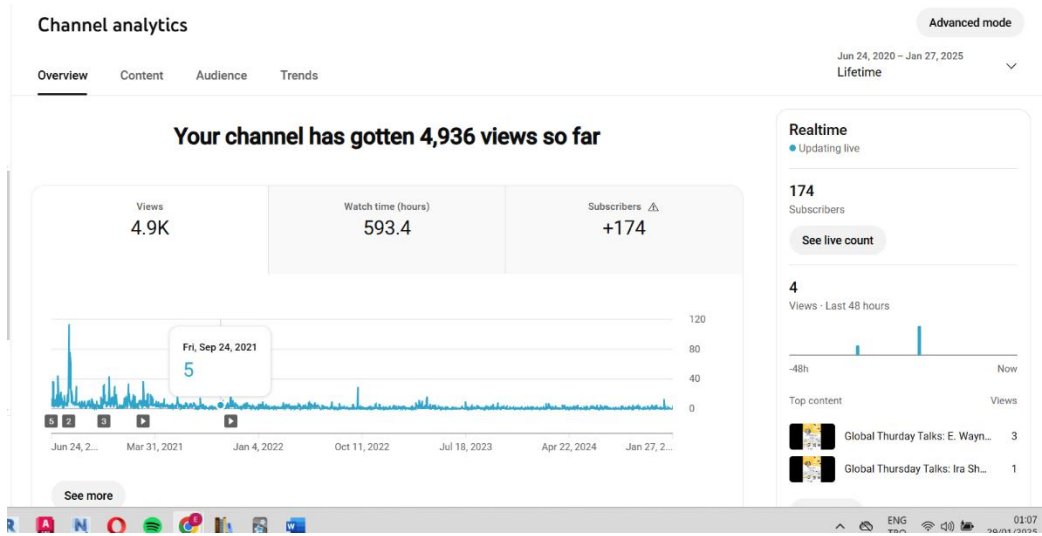 Channel analytics
Advanced mode
Jun 24, 2020 – Jan 27, 2025
Lifetime
Overview Content Audience Trends
Your channel has gotten 4,936 views so far
Views
4.9K
Watch time (hours)
593.4
Subscribers
+174
120
80
40
0
Fri, Sep 24, 2021
5
5 2 3
Jun 24, 2... Mar 31, 2021 Jan 4, 2022 Oct 11, 2022 Jul 18, 2023 Apr 22, 2024 Jan 27, 2...
See more
Realtime
Updating live
174
Subscribers
See live count
4
Views · Last 48 hours
-48h Now
Top content Views
Global Thurday Talks: E. Wayn... 3
Global Thursday Talks: Ira Sh... 1
ENG
01:07
29/01/2025